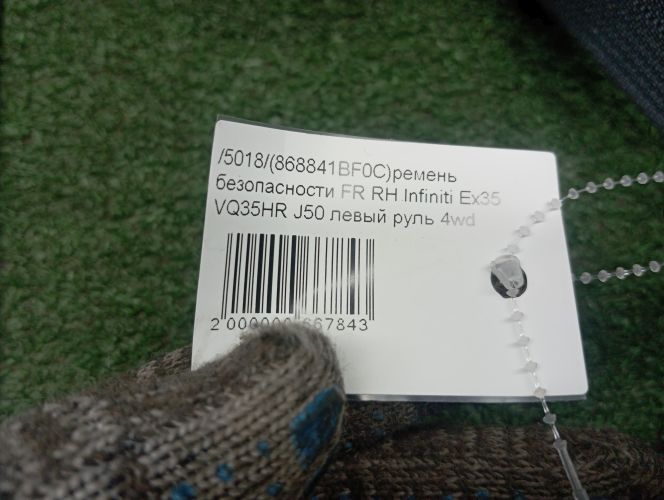 /5018/(868841BF0C)ремень
безопасности FR RH Infiniti Ex35
VQ35HR J50 левый руль 4wd
2 000000 667843